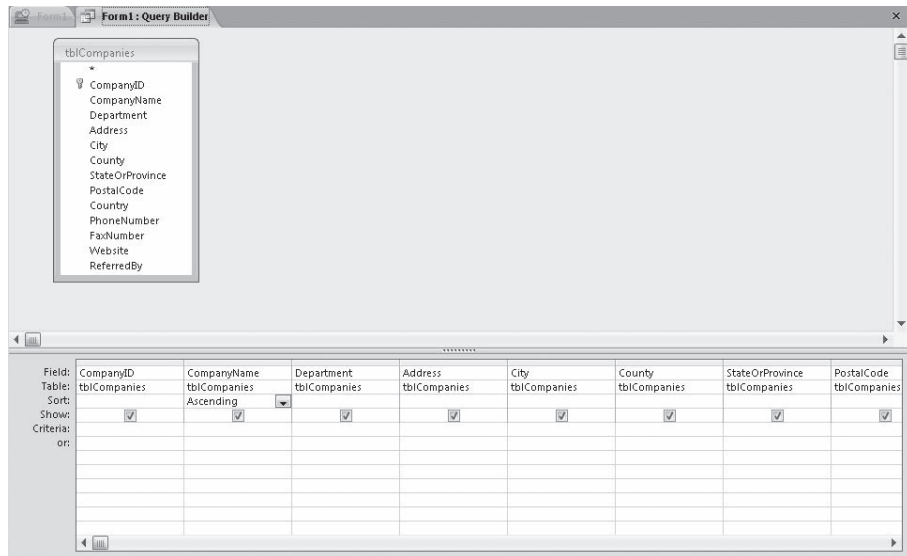 Form1
Form1 : Query Builder
tblCompanies
*
CompanyID
CompanyName
Department
Address
City
County
StateOrProvince
PostalCode
Country
PhoneNumber
FaxNumber
Website
ReferredBy
Field: CompanyID CompanyName Department Address City County StateOrProvince PostalCode
Table: tblCompanies tblCompanies tblCompanies tblCompanies tblCompanies tblCompanies tblCompanies tblCompanies
Sort: Ascending
Show:
Criteria:
or: